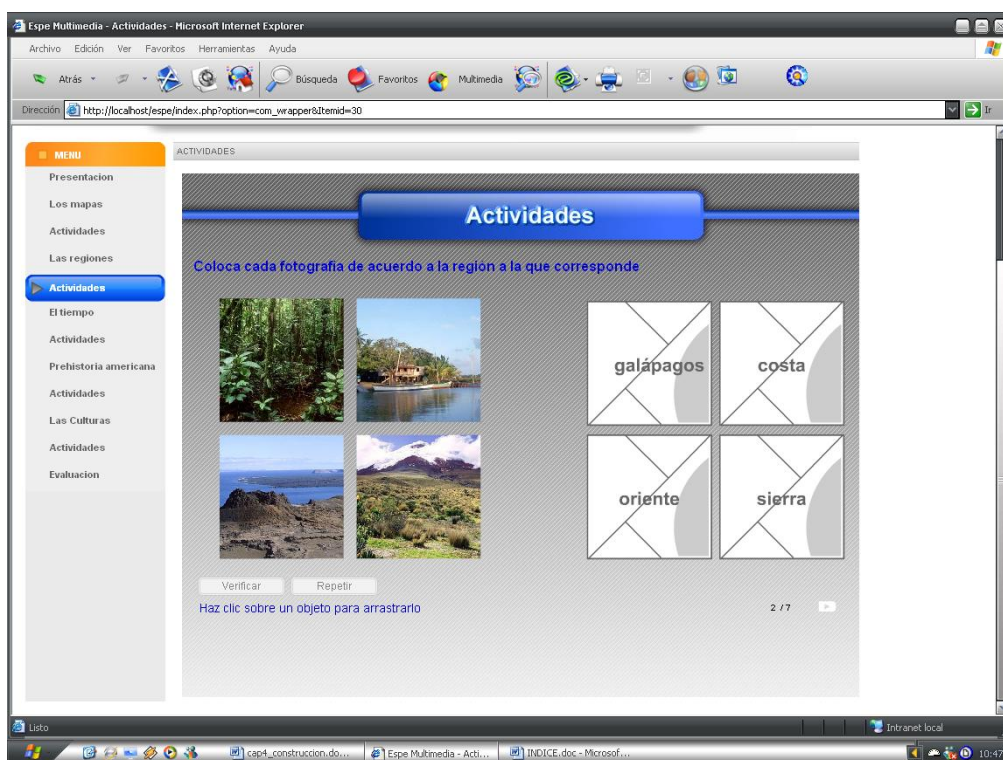 Espe Multimedia - Actividades - Microsoft Internet Explorer
Archivo Edición Ver Favoritos Herramientas Ayuda
Atrás Búsqueda Favoritos Multimedia
Dirección http://localhost/espe/index.php?option=com_wrapper&Itemid=30 Ir
MENU
Presentacion
Los mapas
Actividades
Las regiones
Actividades
El tiempo
Actividades
Prehistoria americana
Actividades
Las Culturas
Actividades
Evaluacion
ACTIVIDADES
Actividades
Coloca cada fotografia de acuerdo a la región a la que corresponde
galápagos costa
oriente sierra
Verificar Repetir
Haz clic sobre un objeto para arrastrarlo
2 / 7
Listo Intranet local
cap4_construccion.do... Espe Multimedia - Acti... INDICE.doc - Microsof... 10:47